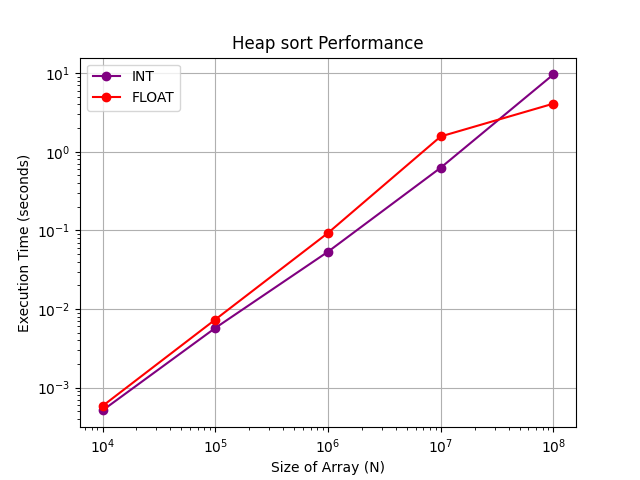 Heap sort Performance
INT
FLOAT
Execution Time (seconds)
10¹
10⁰
10⁻¹
10⁻²
10⁻³
10⁴ 10⁵ 10⁶ 10⁷ 10⁸
Size of Array (N)